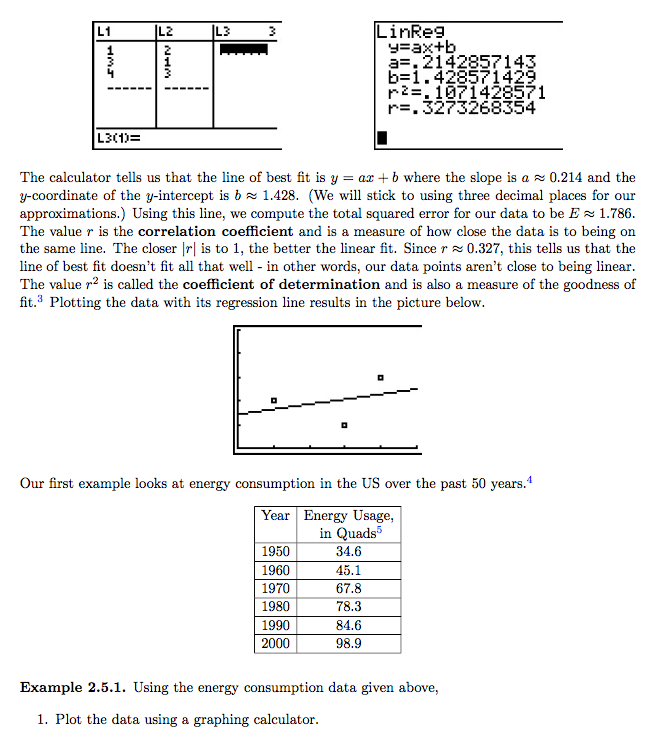 L1 L2 L3 3
1 2
3 1
4 3
------ ------
L3(1)=
LinReg
y=ax+b
a=.2142857143
b=1.428571429
r²=.1071428571
r=.3273268354
The calculator tells us that the line of best fit is y = ax + b where the slope is a ≈ 0.214 and the
y-coordinate of the y-intercept is b ≈ 1.428. (We will stick to using three decimal places for our
approximations.) Using this line, we compute the total squared error for our data to be E ≈ 1.786.
The value r is the correlation coefficient and is a measure of how close the data is to being on
the same line. The closer |r| is to 1, the better the linear fit. Since r ≈ 0.327, this tells us that the
line of best fit doesn’t fit all that well - in other words, our data points aren’t close to being linear.
The value r² is called the coefficient of determination and is also a measure of the goodness of
fit.³ Plotting the data with its regression line results in the picture below.
Our first example looks at energy consumption in the US over the past 50 years.⁴
Year Energy Usage,
in Quads⁵
1950 34.6
1960 45.1
1970 67.8
1980 78.3
1990 84.6
2000 98.9
Example 2.5.1. Using the energy consumption data given above,
1. Plot the data using a graphing calculator.